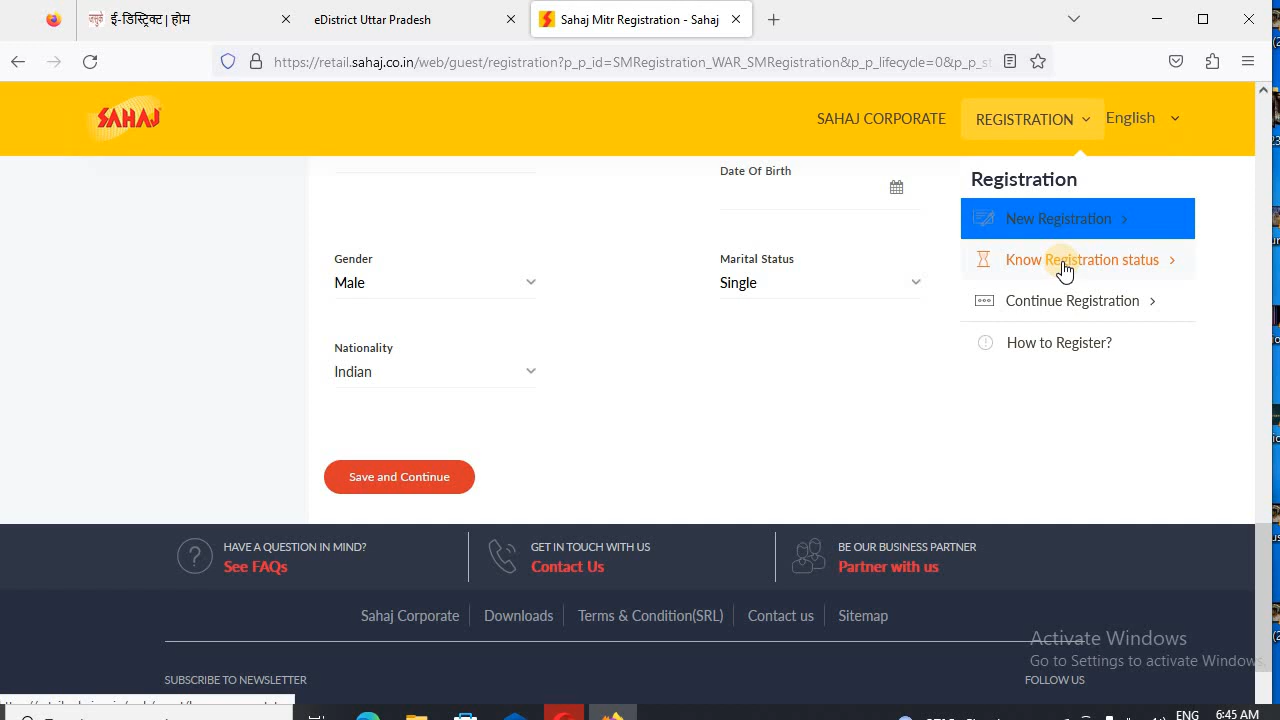 ई-डिस्ट्रिक्ट | होम
eDistrict Uttar Pradesh
Sahaj Mitr Registration - Sahaj
https://retail.sahaj.co.in/web/guest/registration?p_p_id=SMRegistration_WAR_SMRegistration&p_p_lifecycle=0&p_p_st
SAHAJ
SAHAJ CORPORATE
REGISTRATION
English
Date Of Birth
Registration
New Registration
Know Registration status
Continue Registration
How to Register?
Gender
Male
Marital Status
Single
Nationality
Indian
Save and Continue
HAVE A QUESTION IN MIND?
See FAQs
GET IN TOUCH WITH US
Contact Us
BE OUR BUSINESS PARTNER
Partner with us
Sahaj Corporate
Downloads
Terms & Condition(SRL)
Contact us
Sitemap
Activate Windows
Go to Settings to activate Windows.
SUBSCRIBE TO NEWSLETTER
FOLLOW US
ENG
6:45 AM